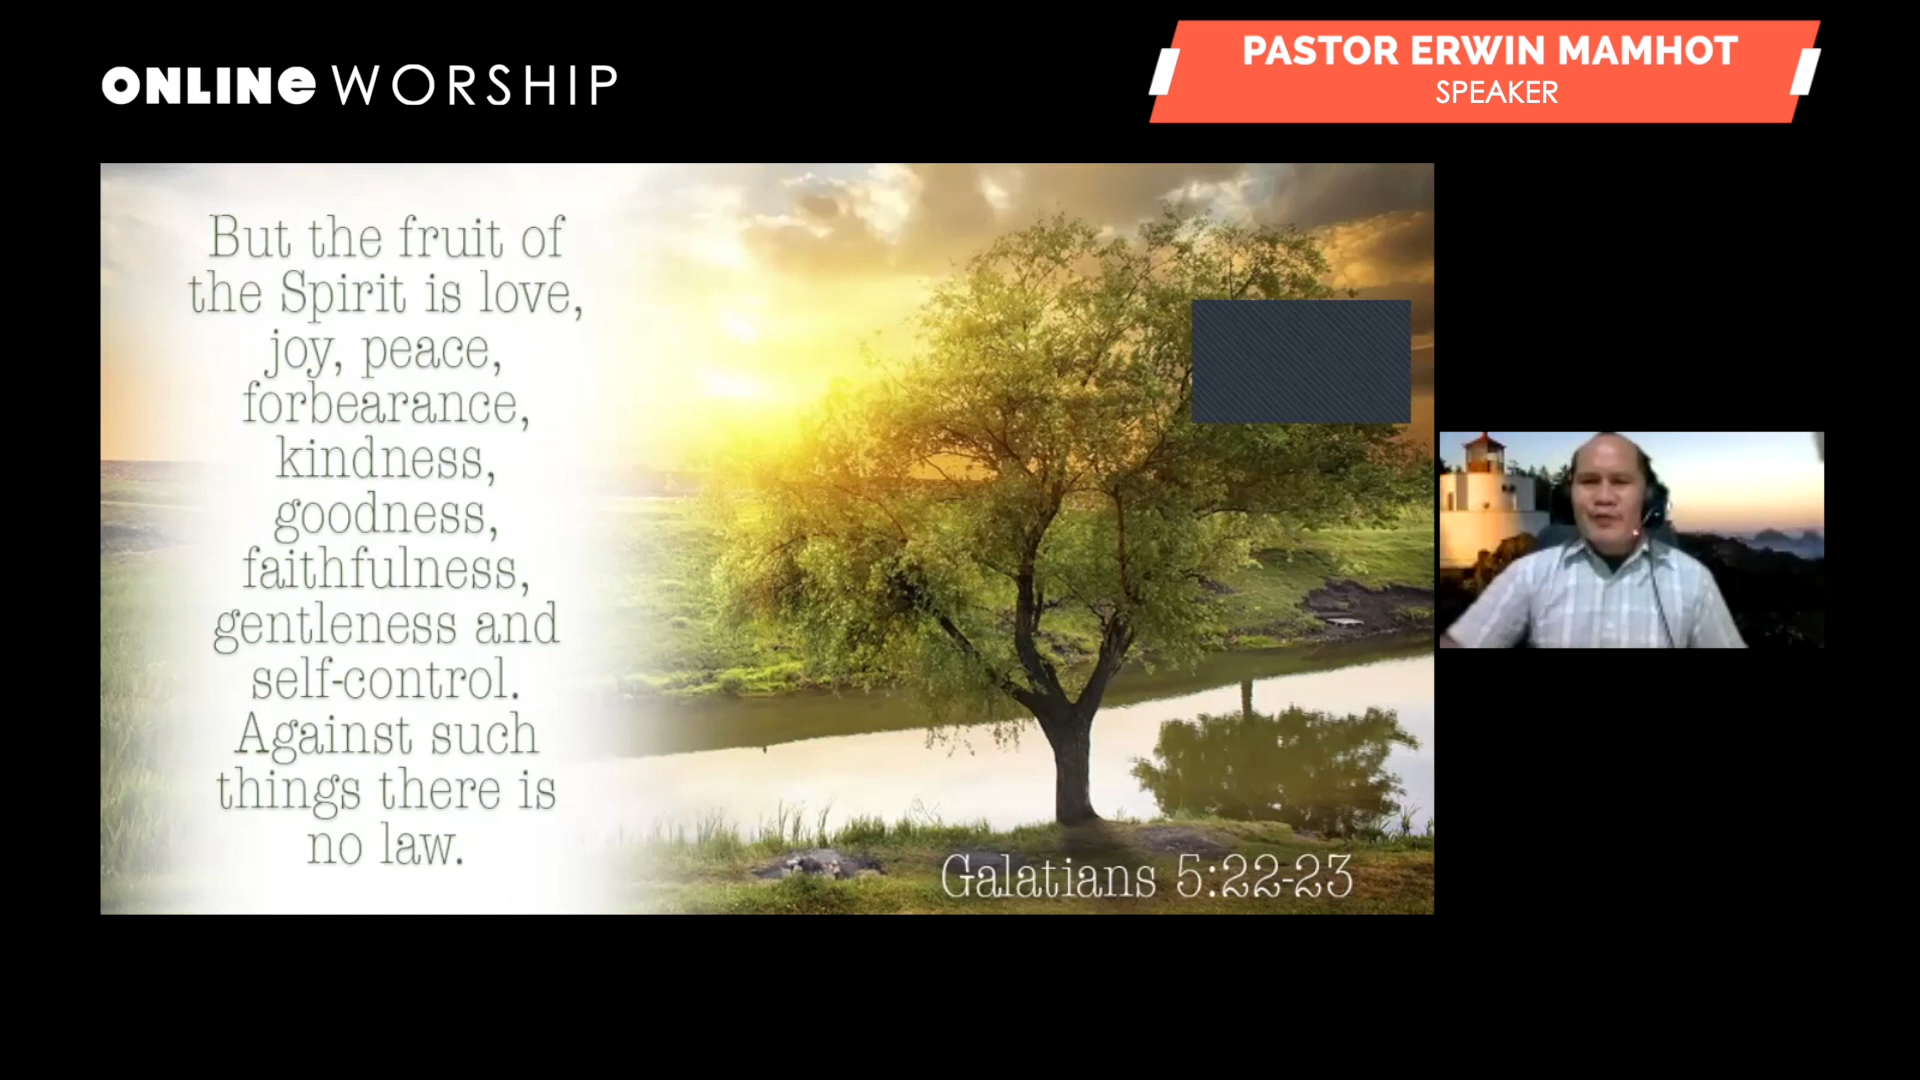 ONLINe WORSHIP
PASTOR ERWIN MAMHOT
SPEAKER
But the fruit of
the Spirit is love,
joy, peace,
forbearance,
kindness,
goodness,
faithfulness,
gentleness and
self-control.
Against such
things there is
no law.
Galatians 5:22-23